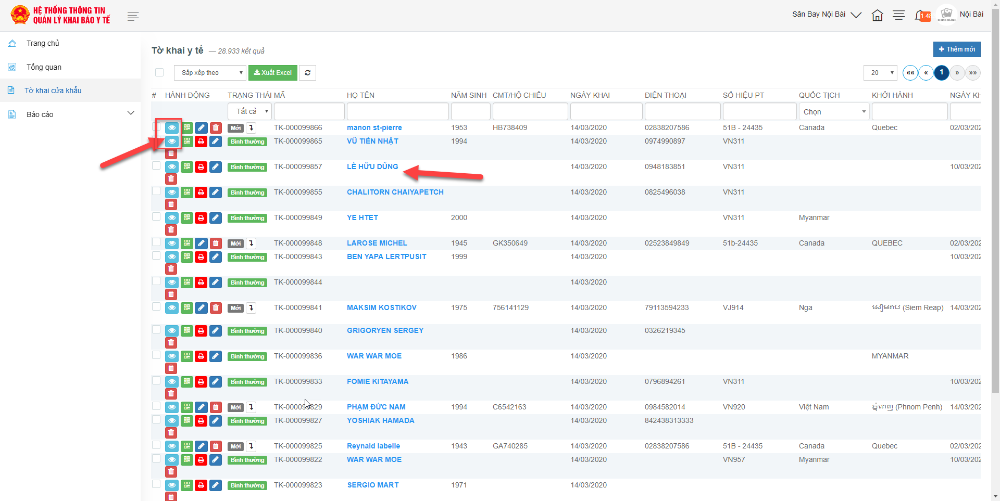 HỆ THỐNG THÔNG TIN
QUẢN LÝ KHAI BÁO Y TẾ
Sân Bay Nội Bài
1.48
KHÔNG CÓ ẢNH
Nội Bài
Trang chủ
Tổng quan
Tờ khai cửa khẩu
Báo cáo
Tờ khai y tế — 28.933 kết quả
Thêm mới
Sắp xếp theo Xuất Excel
20 «« « 1 » »»
# HÀNH ĐỘNG TRẠNG THÁI MÃ HỌ TÊN NĂM SINH CMT/HỘ CHIẾU NGÀY KHAI ĐIỆN THOẠI SỐ HIỆU PT QUỐC TỊCH KHỞI HÀNH NGÀY KH
Tất cả Chọn
Mới TK-000099866 manon st-pierre 1953 HB738409 14/03/2020 02838207586 51B - 24435 Canada Quebec 02/03/202
Bình thường TK-000099865 VŨ TIẾN NHẬT 1994 14/03/2020 0974990897 VN311
Bình thường TK-000099857 LÊ HỮU DŨNG 14/03/2020 0948183851 VN311 10/03/202
Bình thường TK-000099855 CHALITORN CHAIYAPETCH 14/03/2020 0825496038 VN311
Bình thường TK-000099849 YE HTET 2000 14/03/2020 VN311 Myanmar
Mới TK-000099848 LAROSE MICHEL 1945 GK350649 14/03/2020 02523849849 51b-24435 Canada QUEBEC 02/03/202
Bình thường TK-000099843 BEN YAPA LERTPUSIT 1999 14/03/2020 10/03/202
Bình thường TK-000099844 14/03/2020
Mới TK-000099841 MAKSIM KOSTIKOV 1975 756141129 14/03/2020 79113594233 VJ914 Nga សៀមរាប (Siem Reap) 14/03/202
Bình thường TK-000099840 GRIGORYEN SERGEY 14/03/2020 0326219345
Bình thường TK-000099836 WAR WAR MOE 1986 14/03/2020 MYANMAR
Bình thường TK-000099833 FOMIE KITAYAMA 14/03/2020 0796894261 VN311 10/03/202
Mới TK-000099829 PHẠM ĐỨC NAM 1994 C6542163 14/03/2020 0984582014 VN920 Việt Nam ភ្នំពេញ (Phnom Penh) 14/03/202
Bình thường TK-000099827 YOSHIAK HAMADA 14/03/2020 842438313333
Mới TK-000099825 Reynald labelle 1943 GA740285 14/03/2020 02838207586 51B - 24435 Canada Quebec 02/03/202
Bình thường TK-000099822 WAR WAR MOE 14/03/2020 VN957 Myanmar 10/03/202
Bình thường TK-000099823 SERGIO MART 1971 14/03/2020